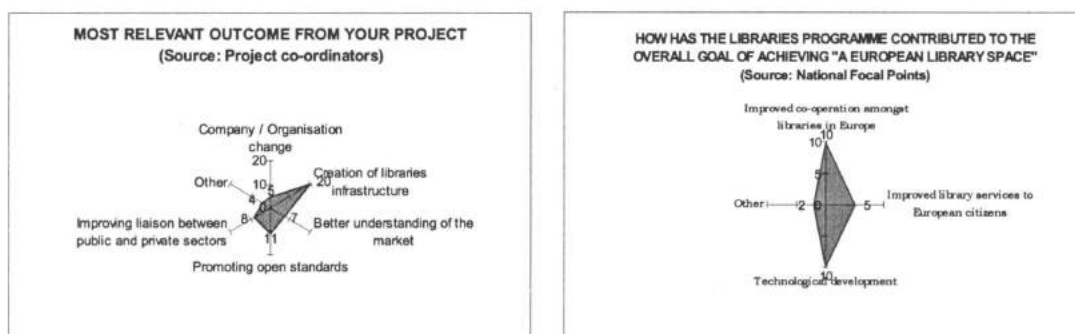 MOST RELEVANT OUTCOME FROM YOUR PROJECT
(Source: Project co-ordinators)
Company / Organisation
change
20
10
5
20
Creation of libraries
infrastructure
Other
4
0
Improving liaison between
public and private sectors
8
7
Better understanding of the
market
11
Promoting open standards
HOW HAS THE LIBRARIES PROGRAMME CONTRIBUTED TO THE
OVERALL GOAL OF ACHIEVING "A EUROPEAN LIBRARY SPACE"
(Source: National Focal Points)
Improved co-operation amongst
libraries in Europe
10
10
5
Other
2
0
5
Improved library services to
European citizens
10
Technological development